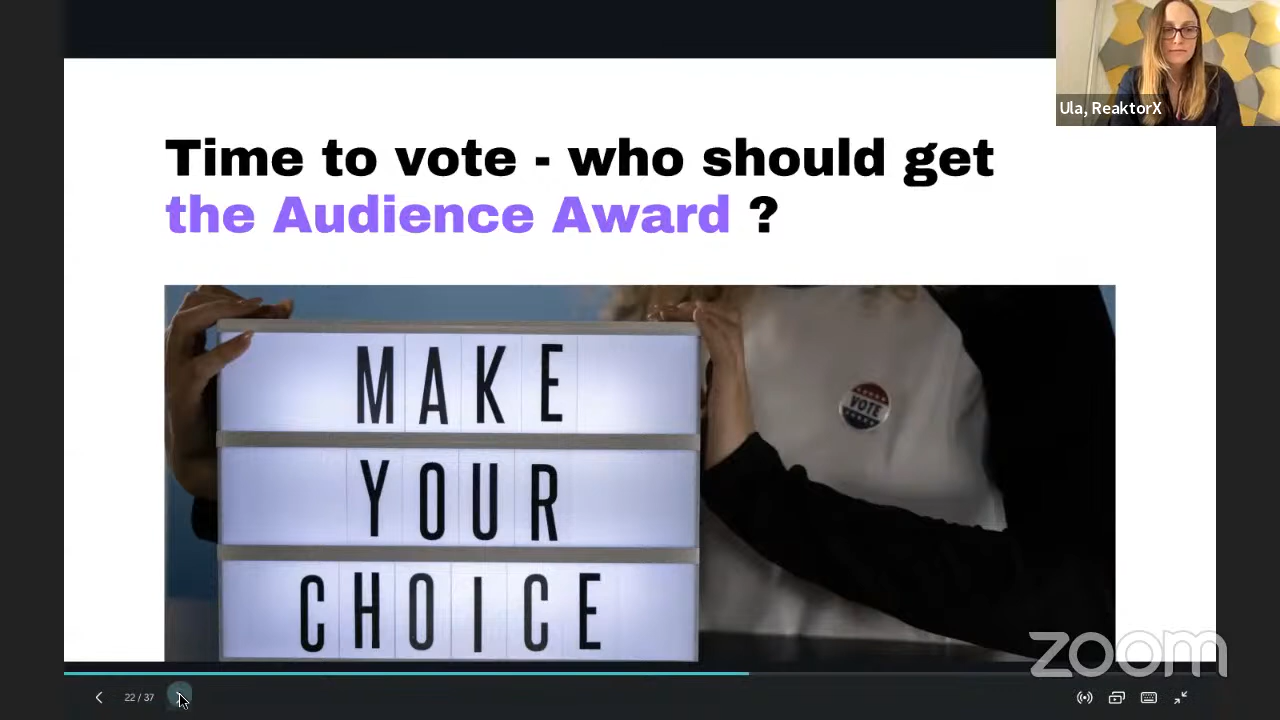 Ula, ReaktorX
Time to vote - who should get
the Audience Award ?
MAKE
YOUR
CHOICE
VOTE
zoom
22 / 37